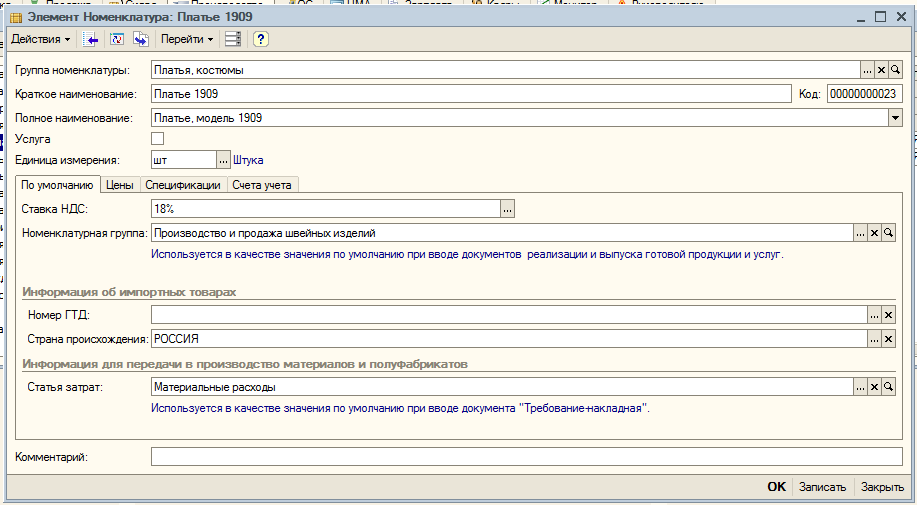 Элемент Номенклатура: Платье 1909
Действия Перейти ?
Группа номенклатуры: Платья, костюмы ... x
Краткое наименование: Платье 1909 Код: 00000000023
Полное наименование: Платье, модель 1909
Услуга
Единица измерения: шт ... Штука
По умолчанию Цены Спецификации Счета учета
Ставка НДС: 18% ...
Номенклатурная группа: Производство и продажа швейных изделий ... x
Используется в качестве значения по умолчанию при вводе документов реализации и выпуска готовой продукции и услуг.
Информация об импортных товарах
Номер ГТД: ... x
Страна происхождения: РОССИЯ ... x
Информация для передачи в производство материалов и полуфабрикатов
Статья затрат: Материальные расходы ... x
Используется в качестве значения по умолчанию при вводе документа "Требование-накладная".
Комментарий:
OK Записать Закрыть